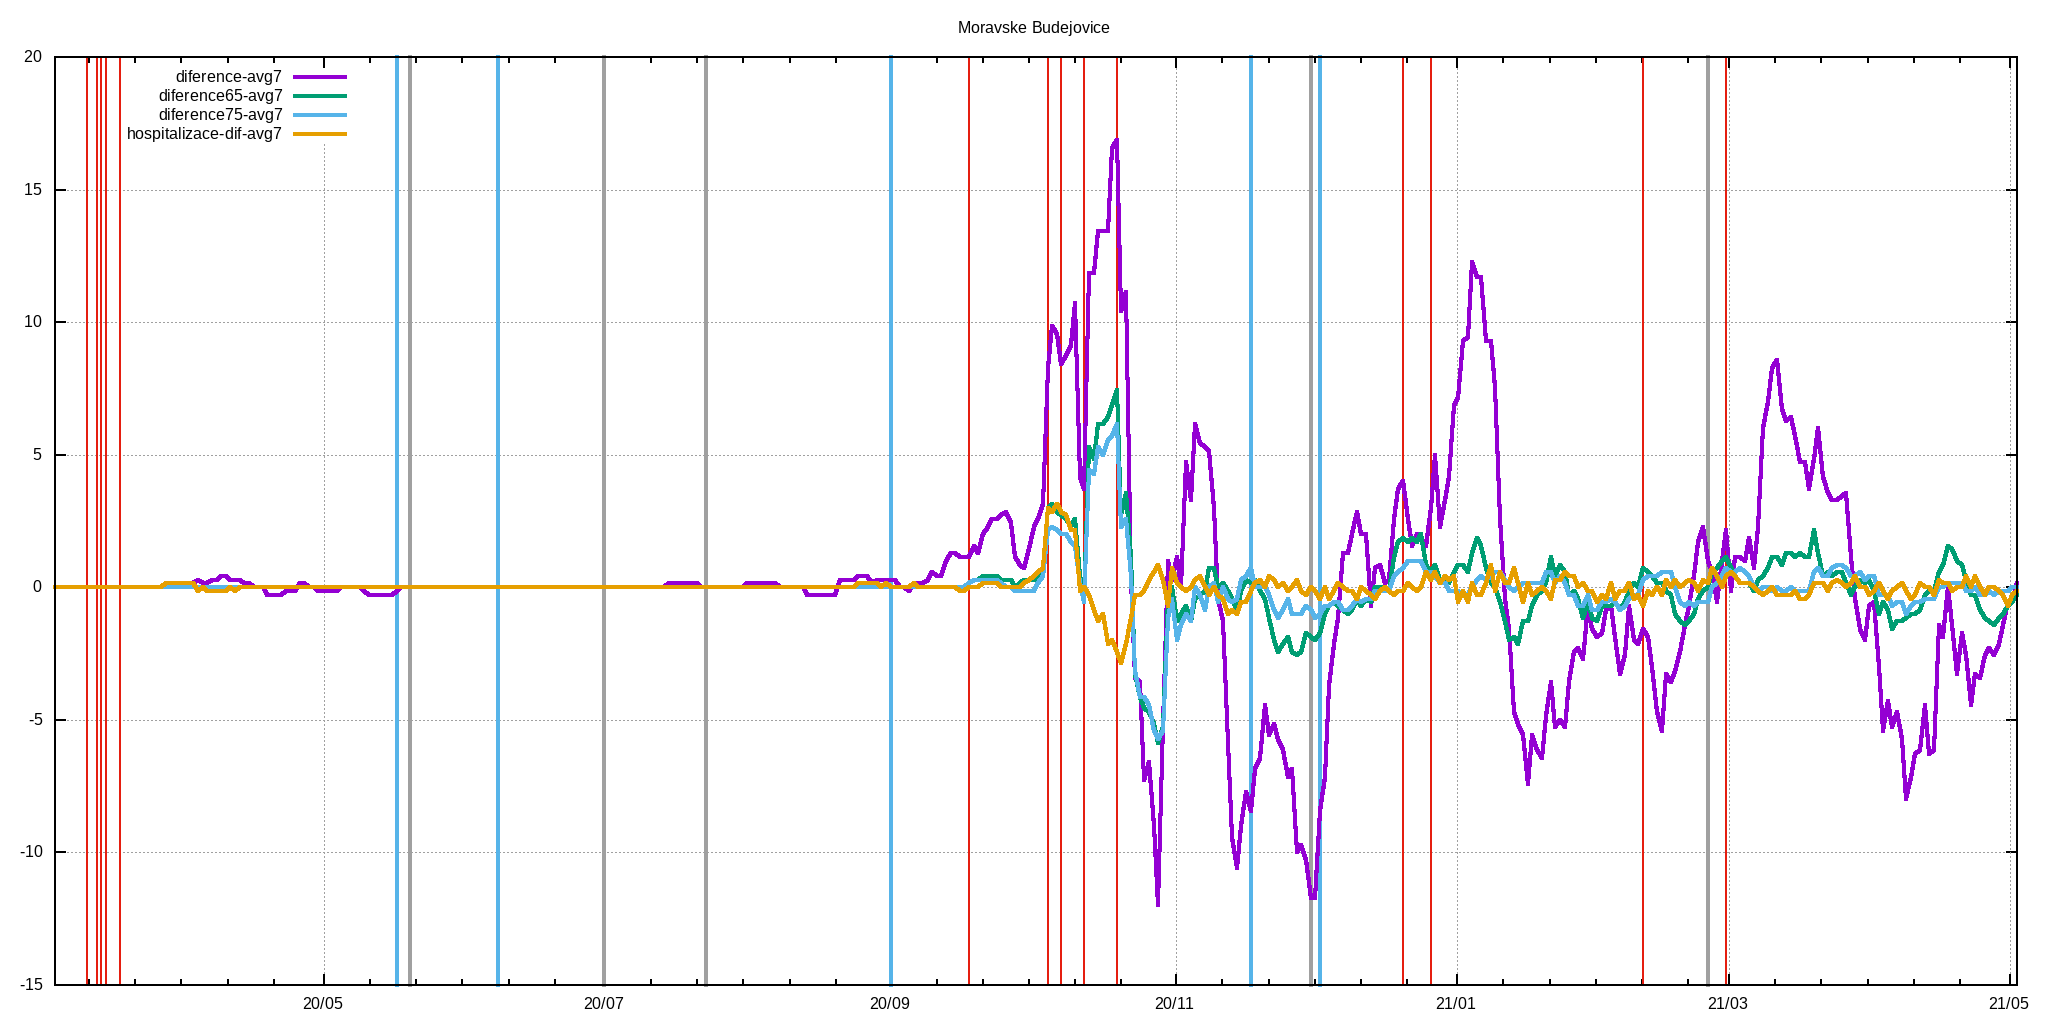 Moravske Budejovice
20
15
10
5
0
-5
-10
-15
diference-avg7
diference65-avg7
diference75-avg7
hospitalizace-dif-avg7
20/05 20/07 20/09 20/11 21/01 21/03 21/05